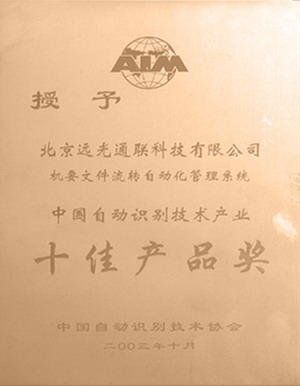 AIM
授予
北京远光通联科技有限公司
机要文件流转自动化管理系统
中国自动识别技术产业
十佳产品奖
中国自动识别技术协会
二00三年十月